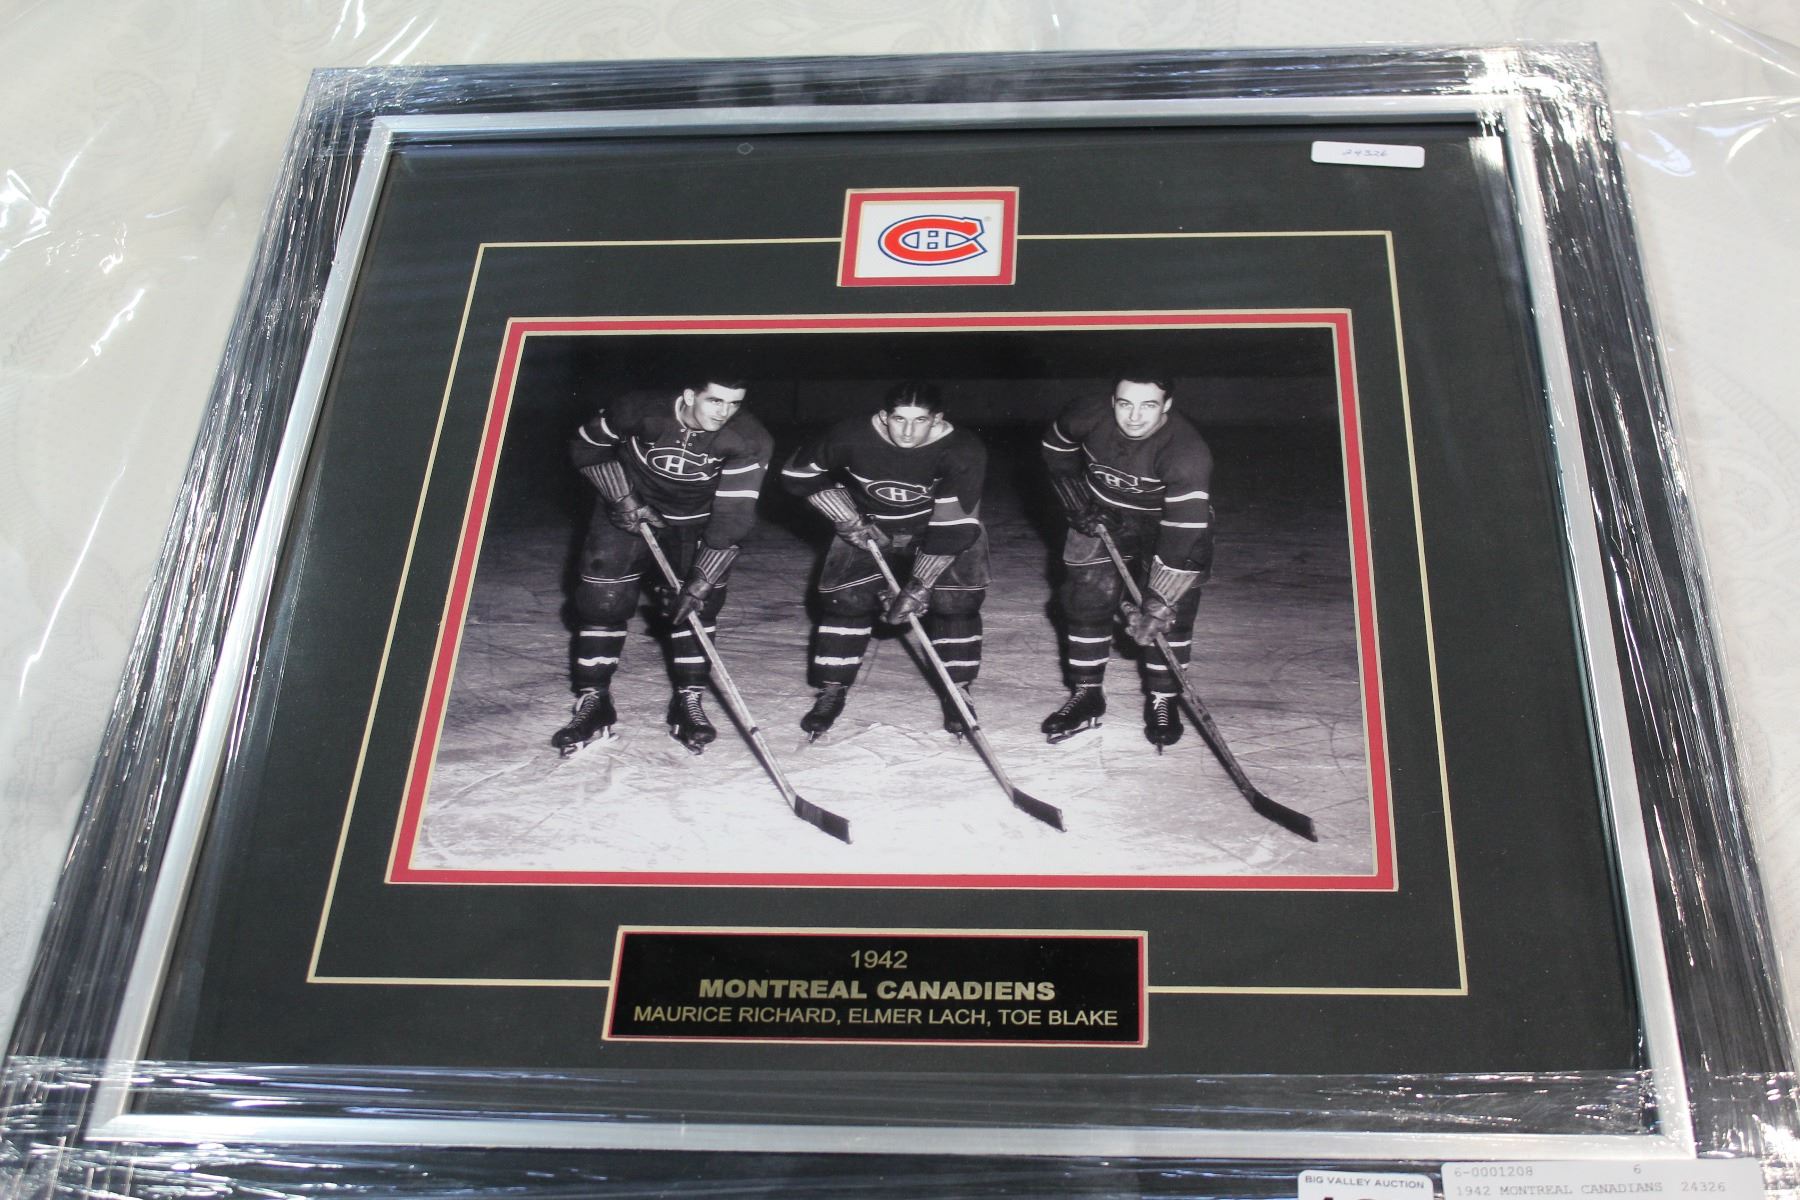 24326
1942
MONTREAL CANADIENS
MAURICE RICHARD, ELMER LACH, TOE BLAKE
6-0001208 6
BIG VALLEY AUCTION
1942 MONTREAL CANADIANS 24326